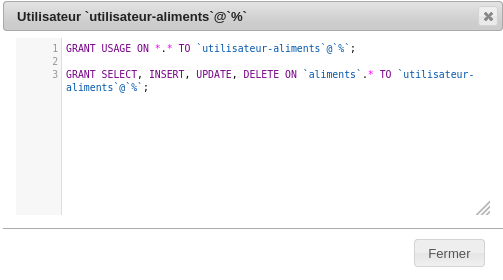 Utilisateur `utilisateur-aliments`@`%`
1 GRANT USAGE ON *.* TO `utilisateur-aliments`@`%`;
2
3 GRANT SELECT, INSERT, UPDATE, DELETE ON `aliments`.* TO `utilisateur-
aliments`@`%`;
Fermer